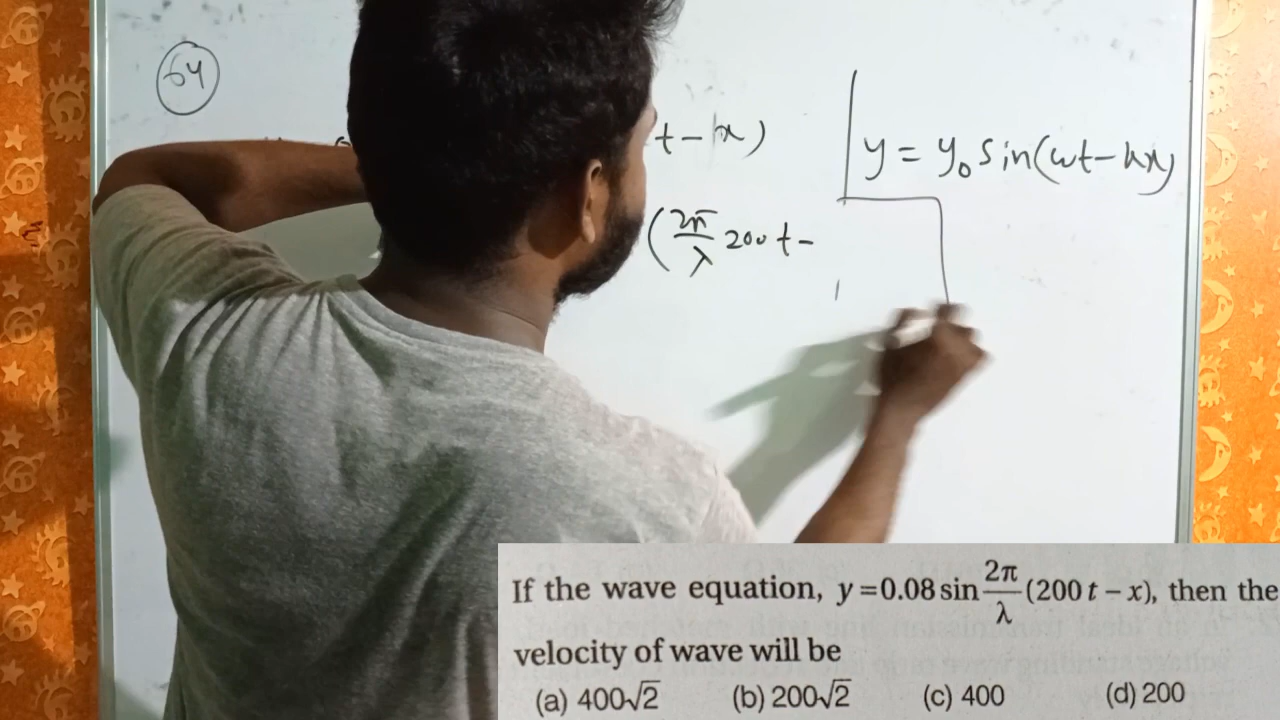 64
t - x)
y = y₀ sin(ωt - kx)
(2π/λ 200 t -
If the wave equation, y = 0.08 sin 2π/λ (200 t - x), then the
velocity of wave will be
(a) 400√2 (b) 200√2 (c) 400 (d) 200